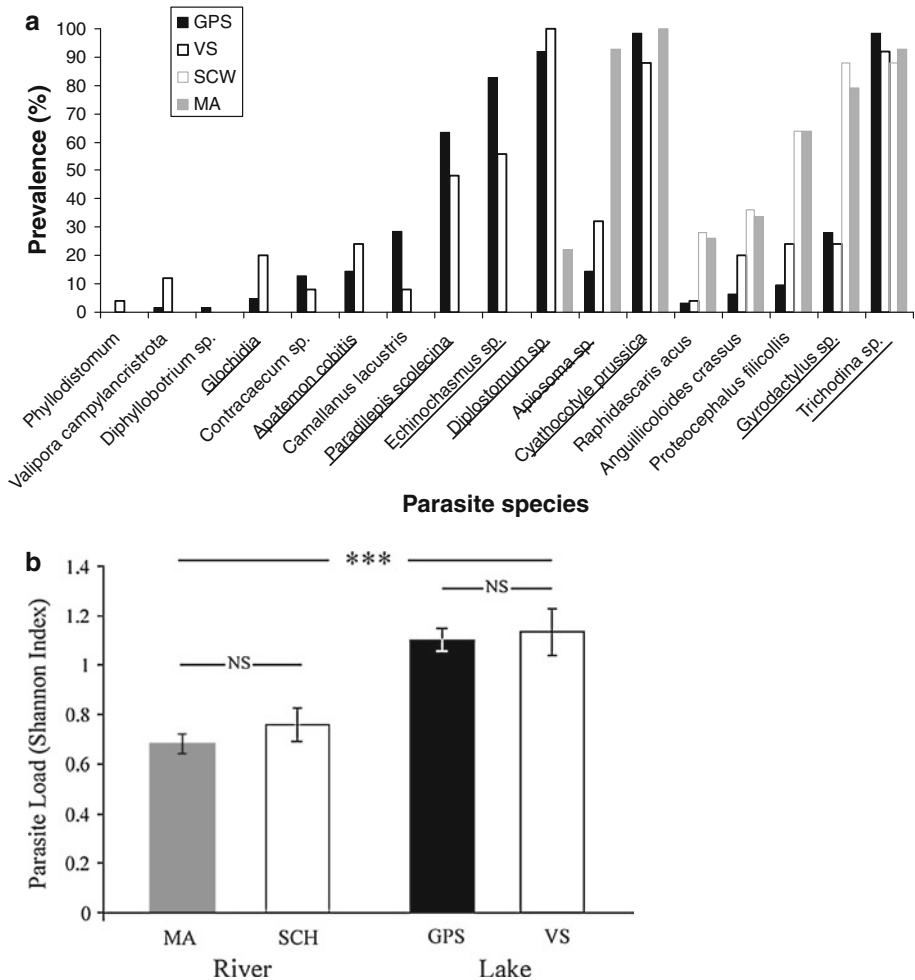 a
GPS
VS
SCW
MA
Prevalence (%)
100
90
80
70
60
50
40
30
20
10
0
Phyllodistomum
Valipora campylancristrota
Diphyllobotrium sp.
Glochidia
Contracaecum sp.
Apatemon cobitis
Camallanus lacustris
Paradilepis scolecina
Echinochasmus sp.
Diplostomum sp.
Apiosoma sp.
Cyathocotyle prussica
Raphidascaris acus
Anguillicoloides crassus
Proteocephalus filicollis
Gyrodactylus sp.
Trichodina sp.
Parasite species
b
Parasite Load (Shannon Index)
1.4
1.2
1
0.8
0.6
0.4
0.2
0
***
NS
NS
MA
SCH
GPS
VS
River
Lake